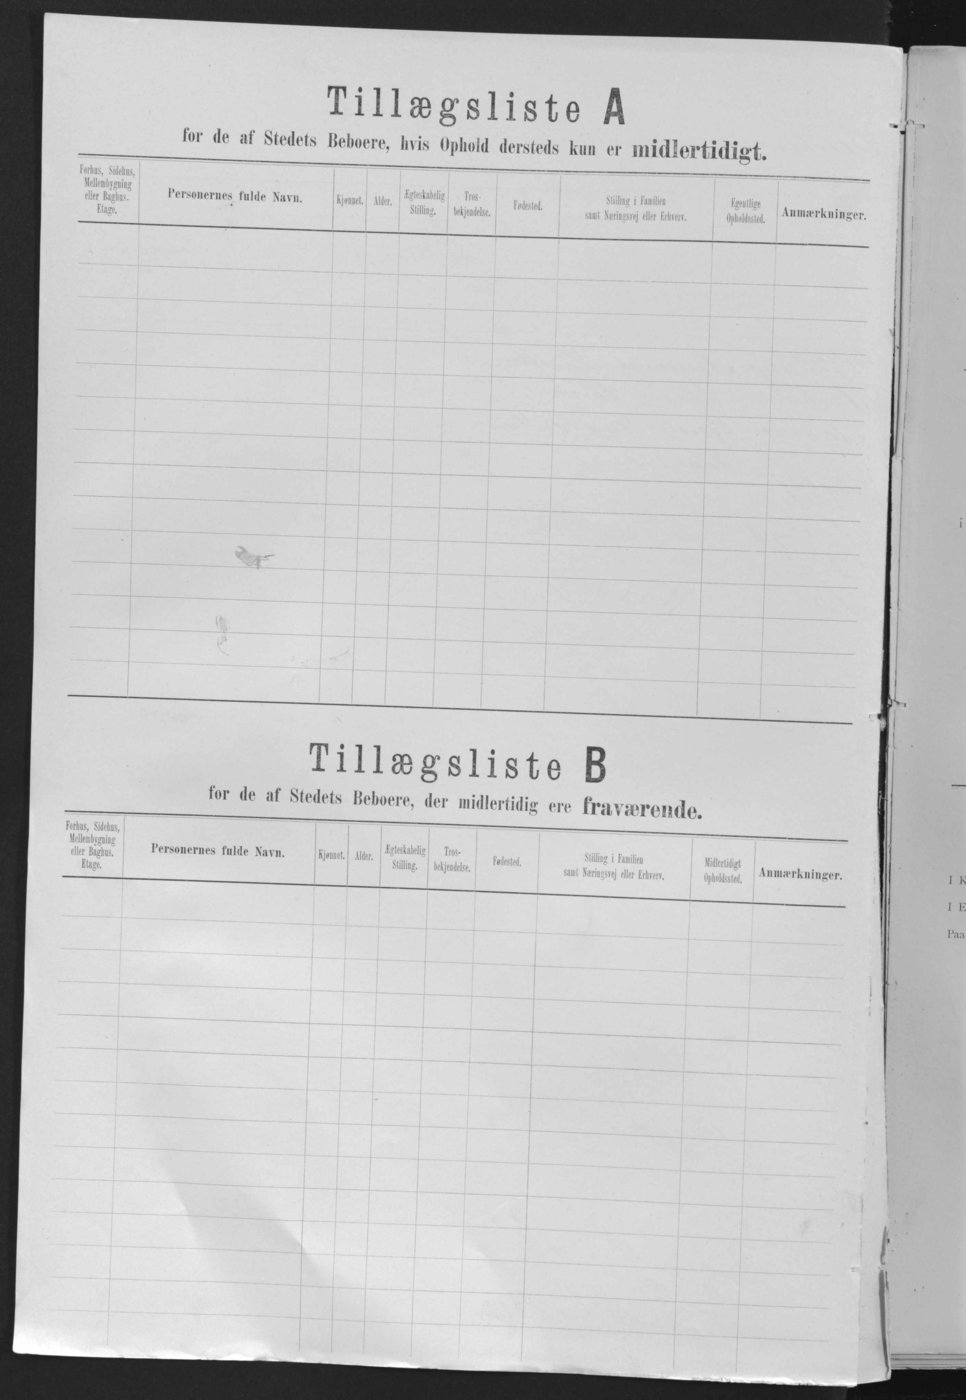 Tillægsliste A
for de af Stedets Beboere, hvis Ophold dersteds kun er midlertidigt.
Forhus, Sidehus,
Mellembygning
eller Baghus.
Etage.
Personernes fulde Navn.
Kjønnet.
Alder.
Ægteskabelig
Stilling.
Tros-
bekjendelse.
Fødested.
Stilling i Familien
samt Næringsvej eller Erhverv.
Egentlige
Opholdssted.
Anmærkninger.
Tillægsliste B
for de af Stedets Beboere, der midlertidig ere fraværende.
Forhus, Sidehus,
Mellembygning
eller Baghus.
Etage.
Personernes fulde Navn.
Kjønnet.
Alder.
Ægteskabelig
Stilling.
Tros-
bekjendelse.
Fødested.
Stilling i Familien
samt Næringsvej eller Erhverv.
Midlertidigt
Opholdssted.
Anmærkninger.
i
I K
I E
Paa